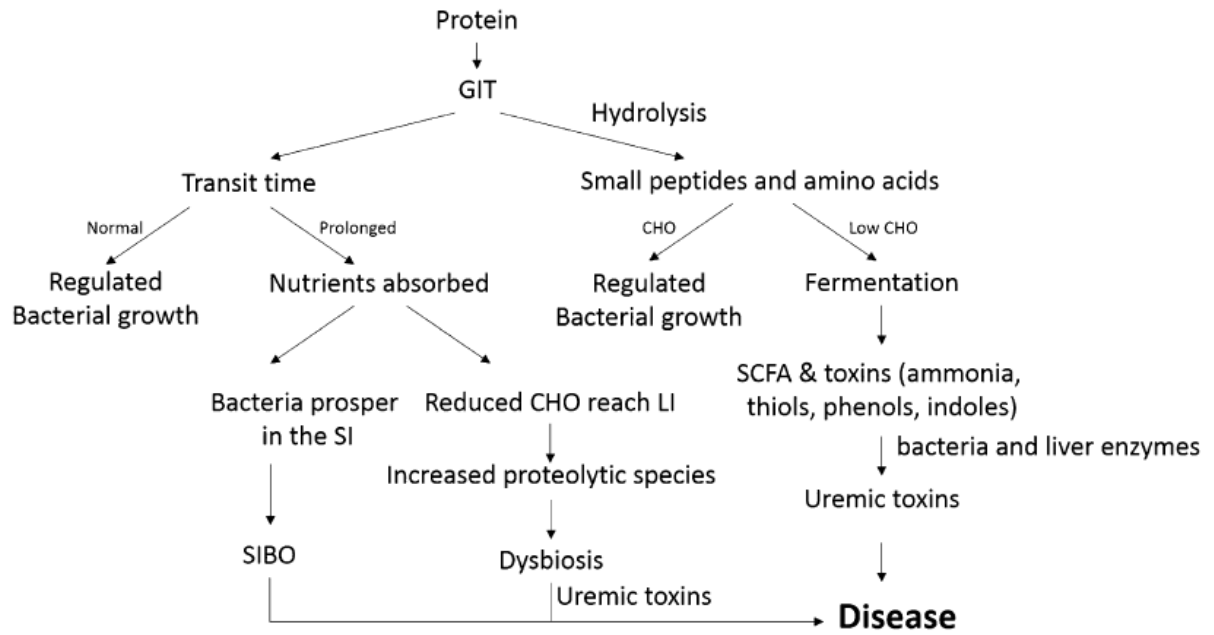 Protein
GIT
Hydrolysis
Transit time
Small peptides and amino acids
Normal
Prolonged
CHO
Low CHO
Regulated
Bacterial growth
Nutrients absorbed
Regulated
Bacterial growth
Fermentation
Bacteria prosper
in the SI
Reduced CHO reach LI
SCFA & toxins (ammonia,
thiols, phenols, indoles)
bacteria and liver enzymes
Increased proteolytic species
Uremic toxins
SIBO
Dysbiosis
Uremic toxins
Disease